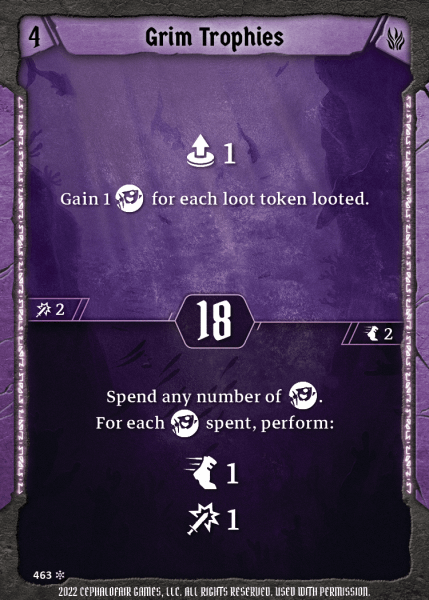 4 Grim Trophies
1
Gain 1 for each loot token looted.
2
18
2
Spend any number of .
For each spent, perform:
1
1
463
2022 CEPHALOFAIR GAMES, LLC. ALL RIGHTS RESERVED. USED WITH PERMISSION.